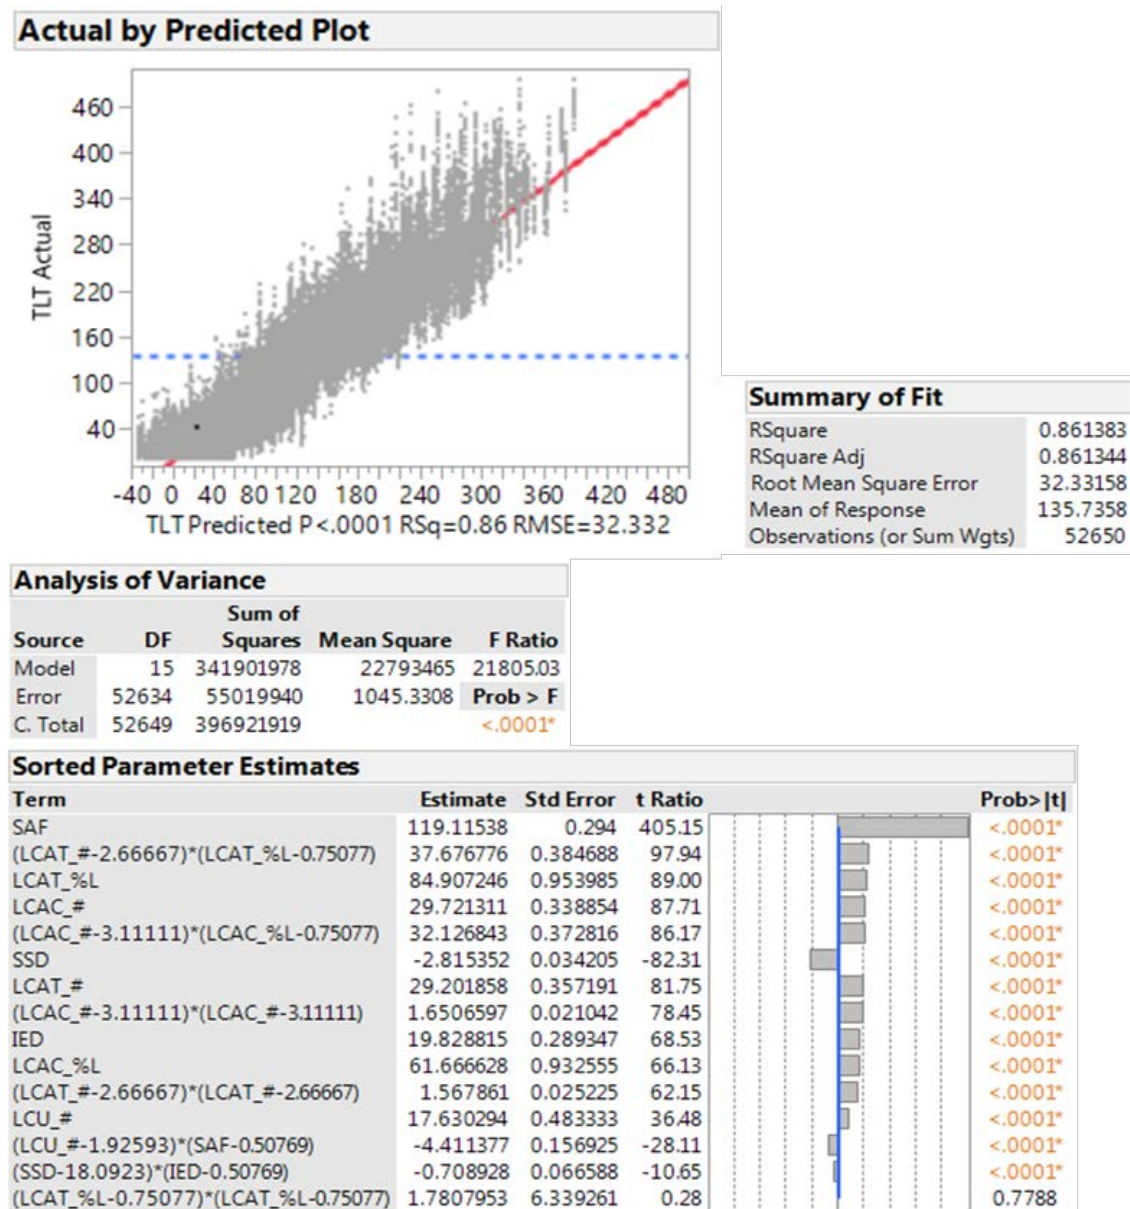 Actual by Predicted Plot
460
400
340
280
220
160
100
40
TLT Actual
-40 0 40 80 120 180 240 300 360 420 480
TLT Predicted P<.0001 RSq=0.86 RMSE=32.332
Summary of Fit
RSquare 0.861383
RSquare Adj 0.861344
Root Mean Square Error 32.33158
Mean of Response 135.7358
Observations (or Sum Wgts) 52650
Analysis of Variance
Sum of
Source DF Squares Mean Square F Ratio
Model 15 341901978 22793465 21805.03
Error 52634 55019940 1045.3308 Prob > F
C. Total 52649 396921919 <.0001*
Sorted Parameter Estimates
Term Estimate Std Error t Ratio Prob>|t|
SAF 119.11538 0.294 405.15 <.0001*
(LCAT_#-2.66667)*(LCAT_%L-0.75077) 37.676776 0.384688 97.94 <.0001*
LCAT_%L 84.907246 0.953985 89.00 <.0001*
LCAC_# 29.721311 0.338854 87.71 <.0001*
(LCAC_#-3.11111)*(LCAC_%L-0.75077) 32.126843 0.372816 86.17 <.0001*
SSD -2.815352 0.034205 -82.31 <.0001*
LCAT_# 29.201858 0.357191 81.75 <.0001*
(LCAC_#-3.11111)*(LCAC_#-3.11111) 1.6506597 0.021042 78.45 <.0001*
IED 19.828815 0.289347 68.53 <.0001*
LCAC_%L 61.666628 0.932555 66.13 <.0001*
(LCAT_#-2.66667)*(LCAT_#-2.66667) 1.567861 0.025225 62.15 <.0001*
LCU_# 17.630294 0.483333 36.48 <.0001*
(LCU_#-1.92593)*(SAF-0.50769) -4.411377 0.156925 -28.11 <.0001*
(SSD-18.0923)*(IED-0.50769) -0.708928 0.066588 -10.65 <.0001*
(LCAT_%L-0.75077)*(LCAT_%L-0.75077) 1.7807953 6.339261 0.28 0.7788